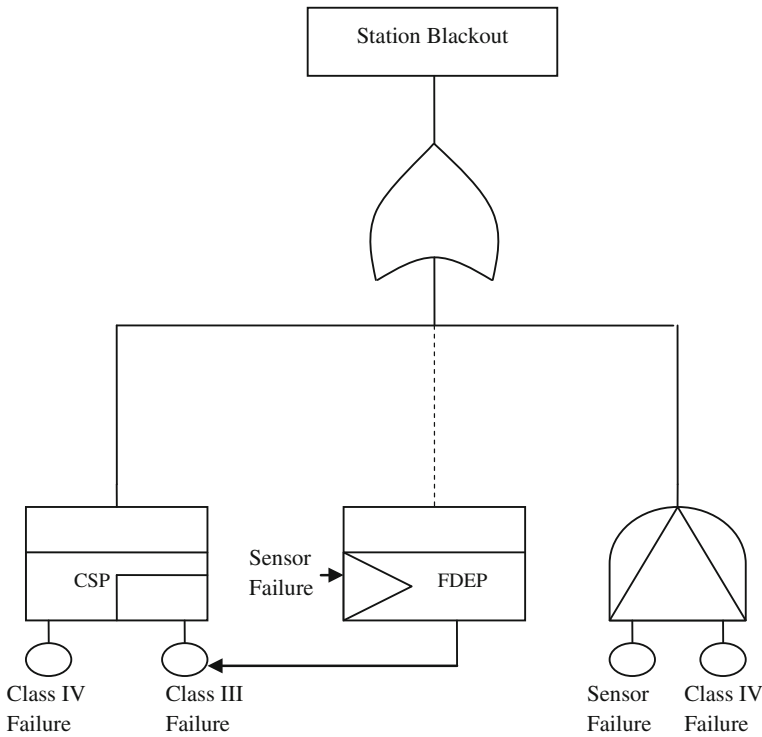 Station Blackout
CSP
Sensor
Failure
FDEP
Class IV
Failure
Class III
Failure
Sensor
Failure
Class IV
Failure